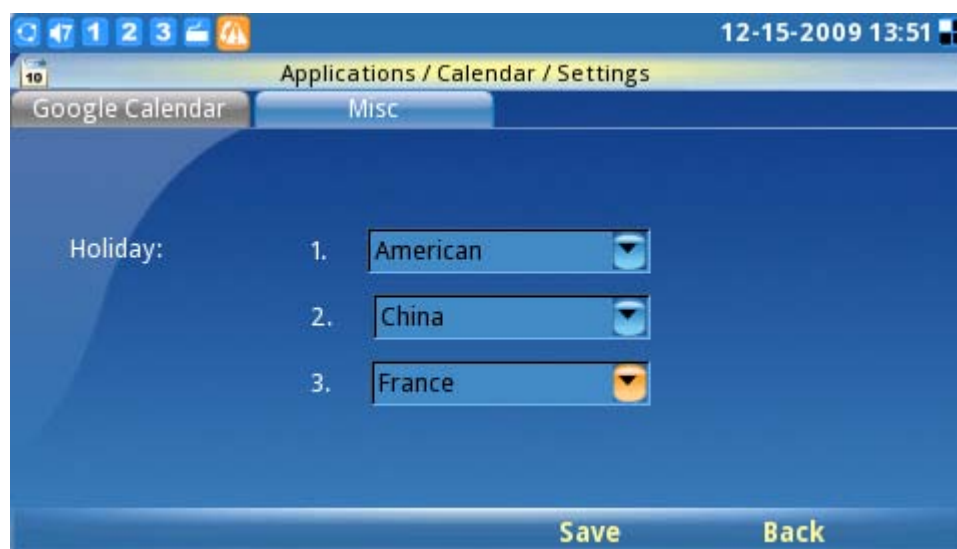 7 1 2 3 12-15-2009 13:51
10 Applications / Calendar / Settings
Google Calendar Misc
Holiday: 1. American
2. China
3. France
Save Back